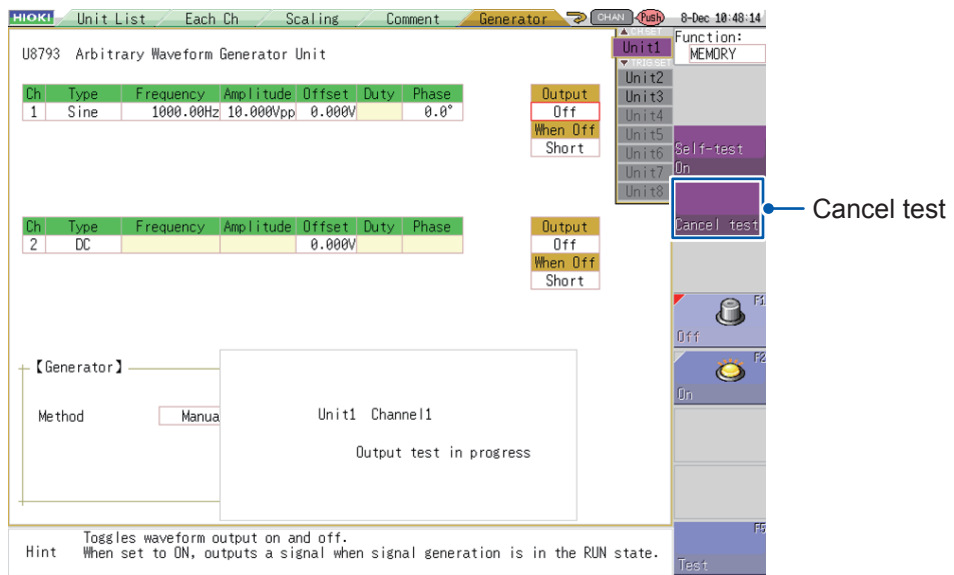 HIOKI Unit List Each Ch Scaling Comment Generator CHAN Push 8-Dec 10:48:14
U8793 Arbitrary Waveform Generator Unit
▲ CH.SET
Unit1
▼ TRIG.SET
Unit2
Unit3
Unit4
Unit5
Unit6
Unit7
Unit8
Function:
MEMORY
Ch Type Frequency Amplitude Offset Duty Phase
1 Sine 1000.00Hz 10.000Vpp 0.000V 0.0°
Output
Off
When Off
Short
Self-test
On
Cancel test
Cancel test
Ch Type Frequency Amplitude Offset Duty Phase
2 DC 0.000V
Output
Off
When Off
Short
F1
Off
F2
On
【Generator】
Method Manua
Unit1 Channel1
Output test in progress
F5
Test
Hint Toggles waveform output on and off.
When set to ON, outputs a signal when signal generation is in the RUN state.